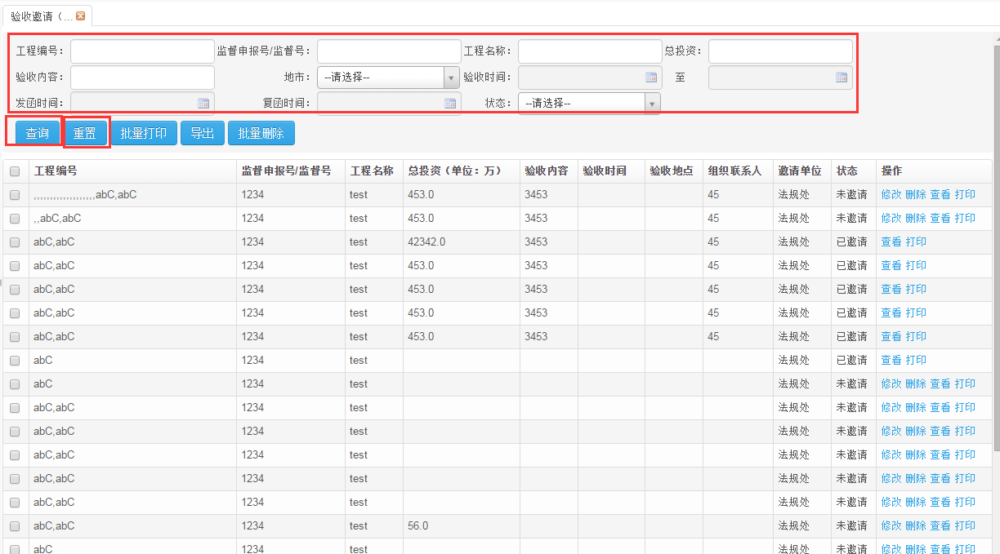 验收邀请（...
工程编号： 监督申报号/监督号： 工程名称： 总投资：
验收内容： 地市： --请选择-- 验收时间： 至
发函时间： 复函时间： 状态： --请选择--
查询 重置 批量打印 导出 批量删除
工程编号 监督申报号/监督号 工程名称 总投资（单位：万） 验收内容 验收时间 验收地点 组织联系人 邀请单位 状态 操作
,,,,,,,,,,,,,,,,,,,abC,abC 1234 test 453.0 3453 45 法规处 未邀请 修改 删除 查看 打印
,,abC,abC 1234 test 453.0 3453 45 法规处 未邀请 修改 删除 查看 打印
abC,abC 1234 test 42342.0 3453 45 法规处 已邀请 查看 打印
abC,abC 1234 test 453.0 3453 45 法规处 已邀请 查看 打印
abC,abC 1234 test 453.0 3453 45 法规处 已邀请 查看 打印
abC,abC 1234 test 453.0 3453 45 法规处 已邀请 查看 打印
abC,abC 1234 test 453.0 3453 45 法规处 已邀请 查看 打印
abC 1234 test 法规处 已邀请 查看 打印
abC 1234 test 法规处 未邀请 修改 删除 查看 打印
abC,abC 1234 test 法规处 未邀请 修改 删除 查看 打印
abC,abC 1234 test 法规处 未邀请 修改 删除 查看 打印
abC,abC 1234 test 法规处 未邀请 修改 删除 查看 打印
abC,abC 1234 test 法规处 未邀请 修改 删除 查看 打印
abC,abC 1234 test 法规处 未邀请 修改 删除 查看 打印
abC,abC 1234 test 56.0 法规处 未邀请 修改 删除 查看 打印
abC 1234 test 法规处 未邀请 修改 删除 查看 打印